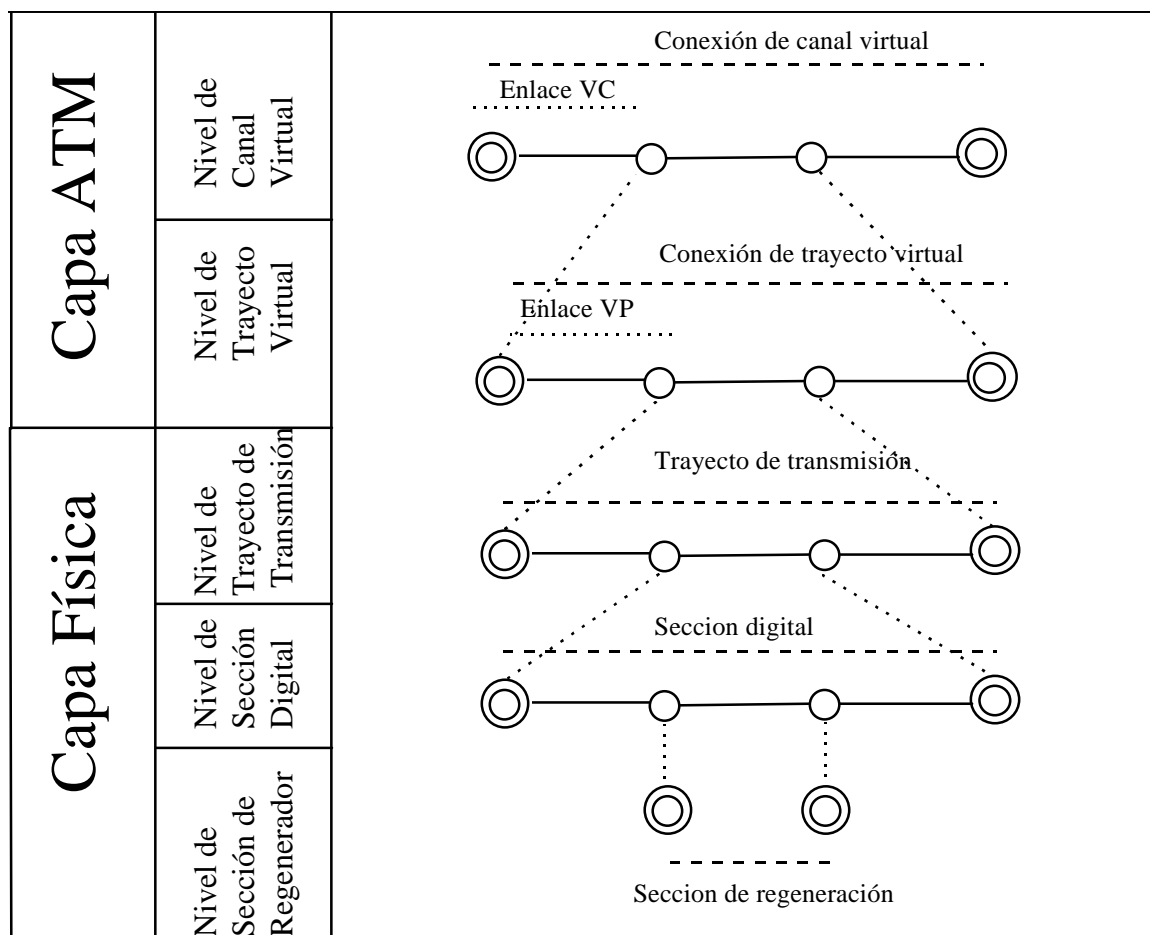 Capa ATM
Nivel de
Canal
Virtual
Conexión de canal virtual
Enlace VC
Nivel de
Trayecto
Virtual
Conexión de trayecto virtual
Enlace VP
Capa Física
Nivel de
Trayecto de
Transmisión
Trayecto de transmisión
Nivel de
Sección
Digital
Seccion digital
Nivel de
Sección de
Regenerador
Seccion de regeneración